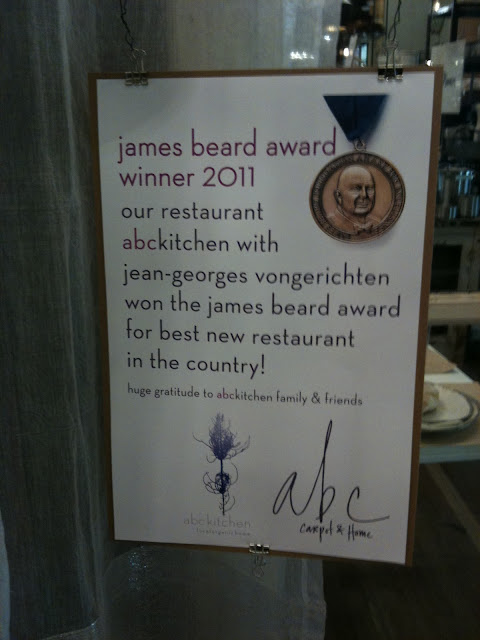 james beard award
winner 2011
our restaurant
abckitchen with
jean-georges vongerichten
won the james beard award
for best new restaurant
in the country!
huge gratitude to abckitchen family & friends
abckitchen
abc
carpet & Home